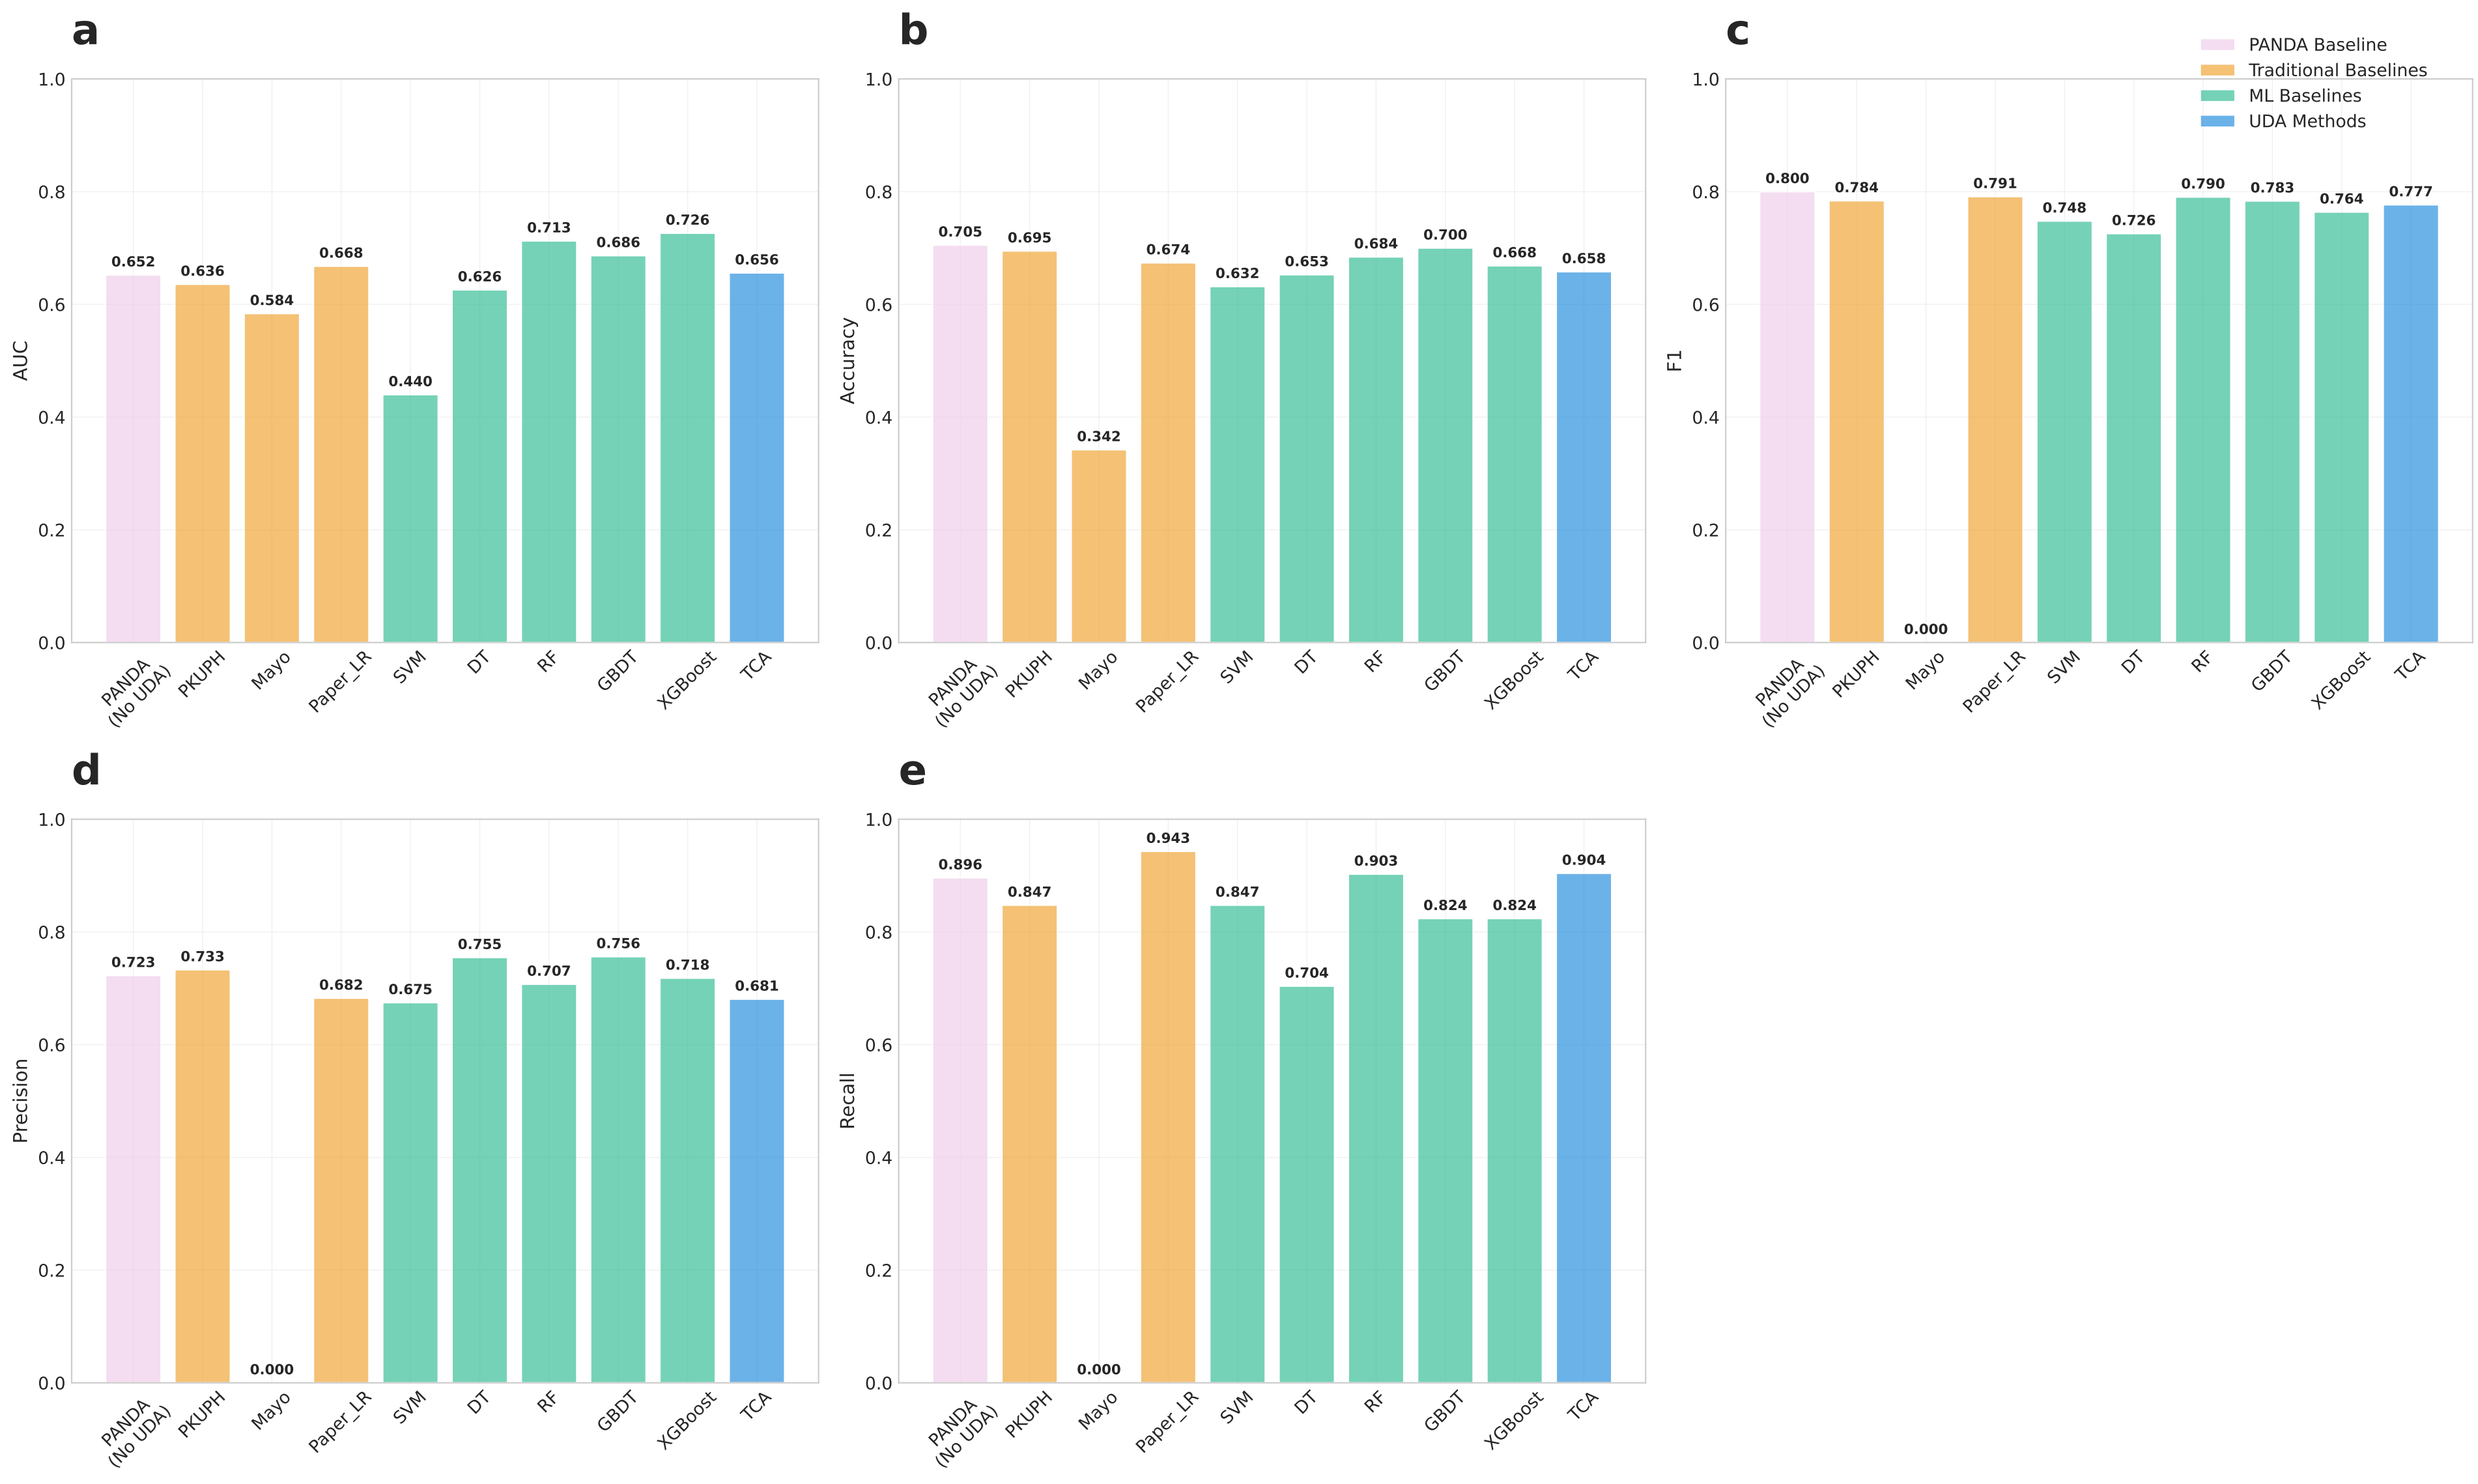 a
1.0
0.8
0.6
0.4
0.2
0.0
AUC
0.652
0.636
0.584
0.668
0.440
0.626
0.713
0.686
0.726
0.656
PANDA
(No UDA)
PKUPH
Mayo
Paper_LR
SVM
DT
RF
GBDT
XGBoost
TCA
b
1.0
0.8
0.6
0.4
0.2
0.0
Accuracy
0.705
0.695
0.342
0.674
0.632
0.653
0.684
0.700
0.668
0.658
PANDA
(No UDA)
PKUPH
Mayo
Paper_LR
SVM
DT
RF
GBDT
XGBoost
TCA
c
PANDA Baseline
Traditional Baselines
ML Baselines
UDA Methods
1.0
0.8
0.6
0.4
0.2
0.0
F1
0.800
0.784
0.000
0.791
0.748
0.726
0.790
0.783
0.764
0.777
PANDA
(No UDA)
PKUPH
Mayo
Paper_LR
SVM
DT
RF
GBDT
XGBoost
TCA
d
1.0
0.8
0.6
0.4
0.2
0.0
Precision
0.723
0.733
0.000
0.682
0.675
0.755
0.707
0.756
0.718
0.681
PANDA
(No UDA)
PKUPH
Mayo
Paper_LR
SVM
DT
RF
GBDT
XGBoost
TCA
e
1.0
0.8
0.6
0.4
0.2
0.0
Recall
0.896
0.847
0.000
0.943
0.847
0.704
0.903
0.824
0.824
0.904
PANDA
(No UDA)
PKUPH
Mayo
Paper_LR
SVM
DT
RF
GBDT
XGBoost
TCA